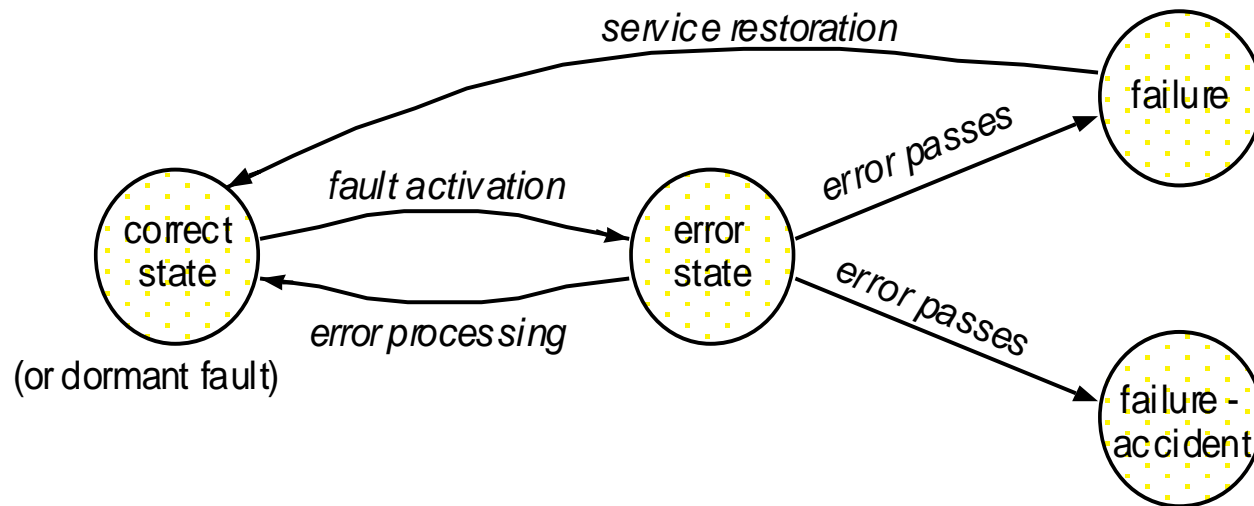 service restoration
failure
error passes
fault activation
correct
state
error
state
error passes
error processing
(or dormant fault)
failure -
accident